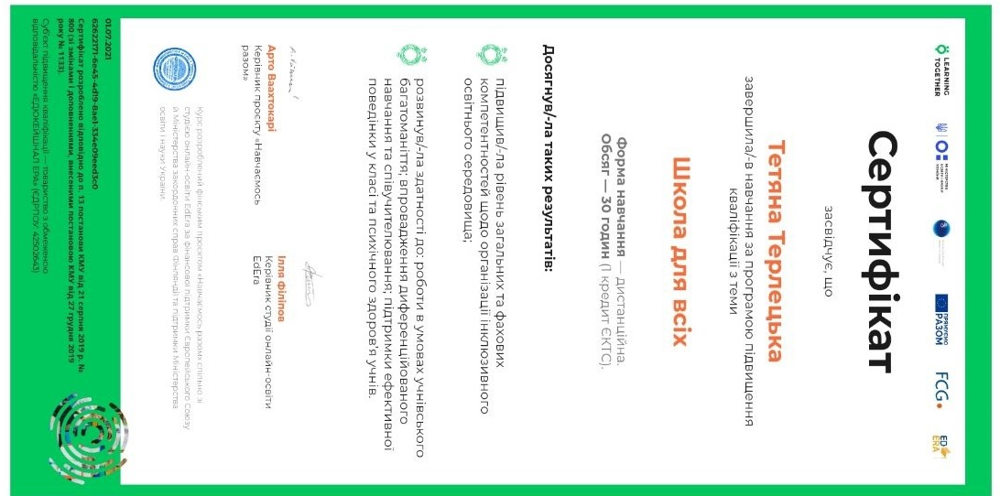 LEARNING
TOGETHER
МІНІСТЕРСТВО
ОСВІТИ І НАУКИ
УКРАЇНИ
ПРЯМУЄМО
РАЗОМ
FCG
ED
ERA
Сертифікат
засвідчує, що
Тетяна Терлецька
завершила/-в навчання за програмою підвищення
кваліфікації з теми
Школа для всіх
Форма навчання — дистанційна.
Обсяг — 30 годин (1 кредит ЄКТС).
Досягнув/-ла таких результатів:
підвищив/-ла рівень загальних та фахових
компетентностей щодо організації інклюзивного
освітнього середовища;
розвинув/-ла здатності до: роботи в умовах учнівського
багатоманіття; впровадження диференційованого
навчання та співучителювання; підтримки ефективної
поведінки у класі та психічного здоров'я учнів.
Арто Ваахтокарі
Керівник проєкту «Навчаємось
разом»
Ілля Філіпов
Керівник студії онлайн-освіти
EdEra
Курс розроблений фінським проєктом «Навчаємось разом» спільно зі
студією онлайн-освіти EdEra за фінансової підтримки Європейського Союзу
й Міністерства закордонних справ Фінляндії та підтримки Міністерства
освіти і науки України.
01.07.2021
62622171-6e45-4d19-8ae1-334e09eed3c0
Сертифікат розроблено відповідно до п. 13 постанови КМУ від 21 серпня 2019 р. №
800 (зі змінами і доповненнями, внесеними постановою КМУ від 27 грудня 2019
року № 1133).
Суб'єкт підвищення кваліфікації — товариство з обмеженою
відповідальністю «ЕДЮКЕЙШНАЛ ЕРА» (ЄДРПОУ: 42502643)